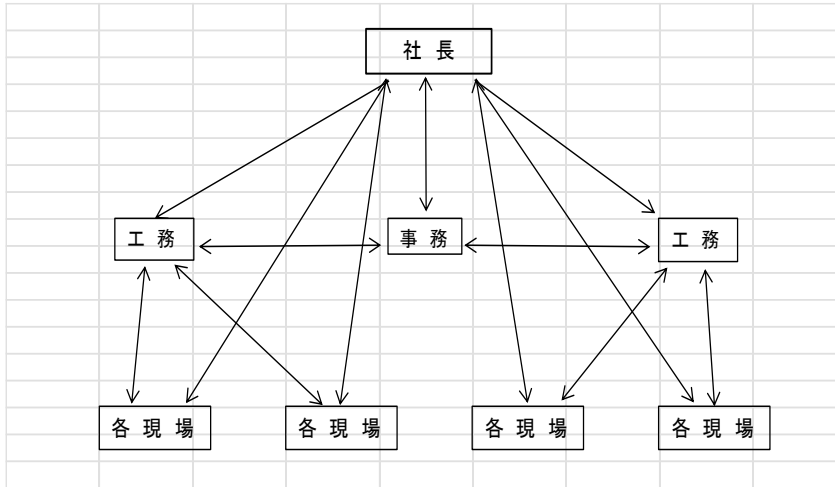 社 長
工 務
事 務
工 務
各 現 場
各 現 場
各 現 場
各 現 場